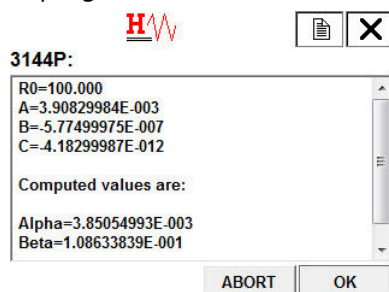 H
3144P:
R0=100.000
A=3.90829984E-003
B=-5.77499975E-007
C=-4.18299987E-012
Computed values are:
Alpha=3.85054993E-003
Beta=1.08633839E-001
ABORT
OK